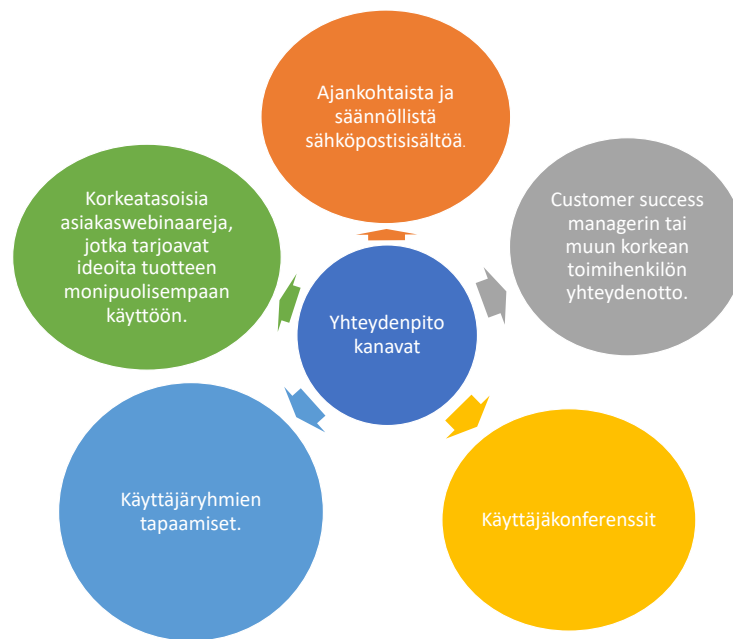 Ajankohtaista ja
säännöllistä
sähköpostisisältöä.
Korkeatasoisia
asiakaswebinaareja,
jotka tarjoavat
ideoita tuotteen
monipuolisempaan
käyttöön.
Customer success
managerin tai
muun korkean
toimihenkilön
yhteydenotto.
Yhteydenpito
kanavat
Käyttäjäryhmien
tapaamiset.
Käyttäjäkonferenssit